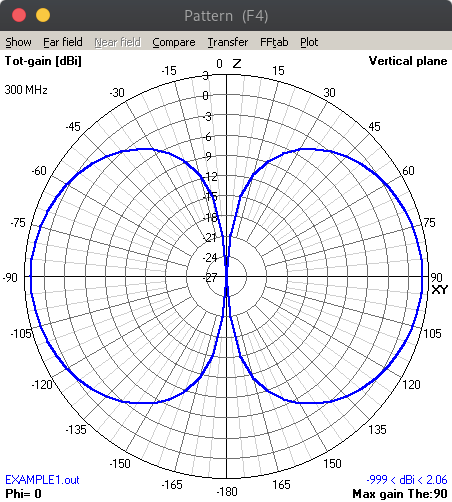 Pattern (F4)
Show Far field Near field Compare Transfer FFtab Plot
Tot-gain [dBi] 0 Z Vertical plane
-15 3 15
300 MHz -30 0 30
-3
-45 -6 45
-9
-60 -12 60
-15
-75 -18 75
-21
-24
-90 -27 90
XY
-105 105
-120 120
-135 135
-150 150
-165 165
EXAMPLE1.out -999 < dBi < 2.06
Phi= 0 -180 Max gain The:90